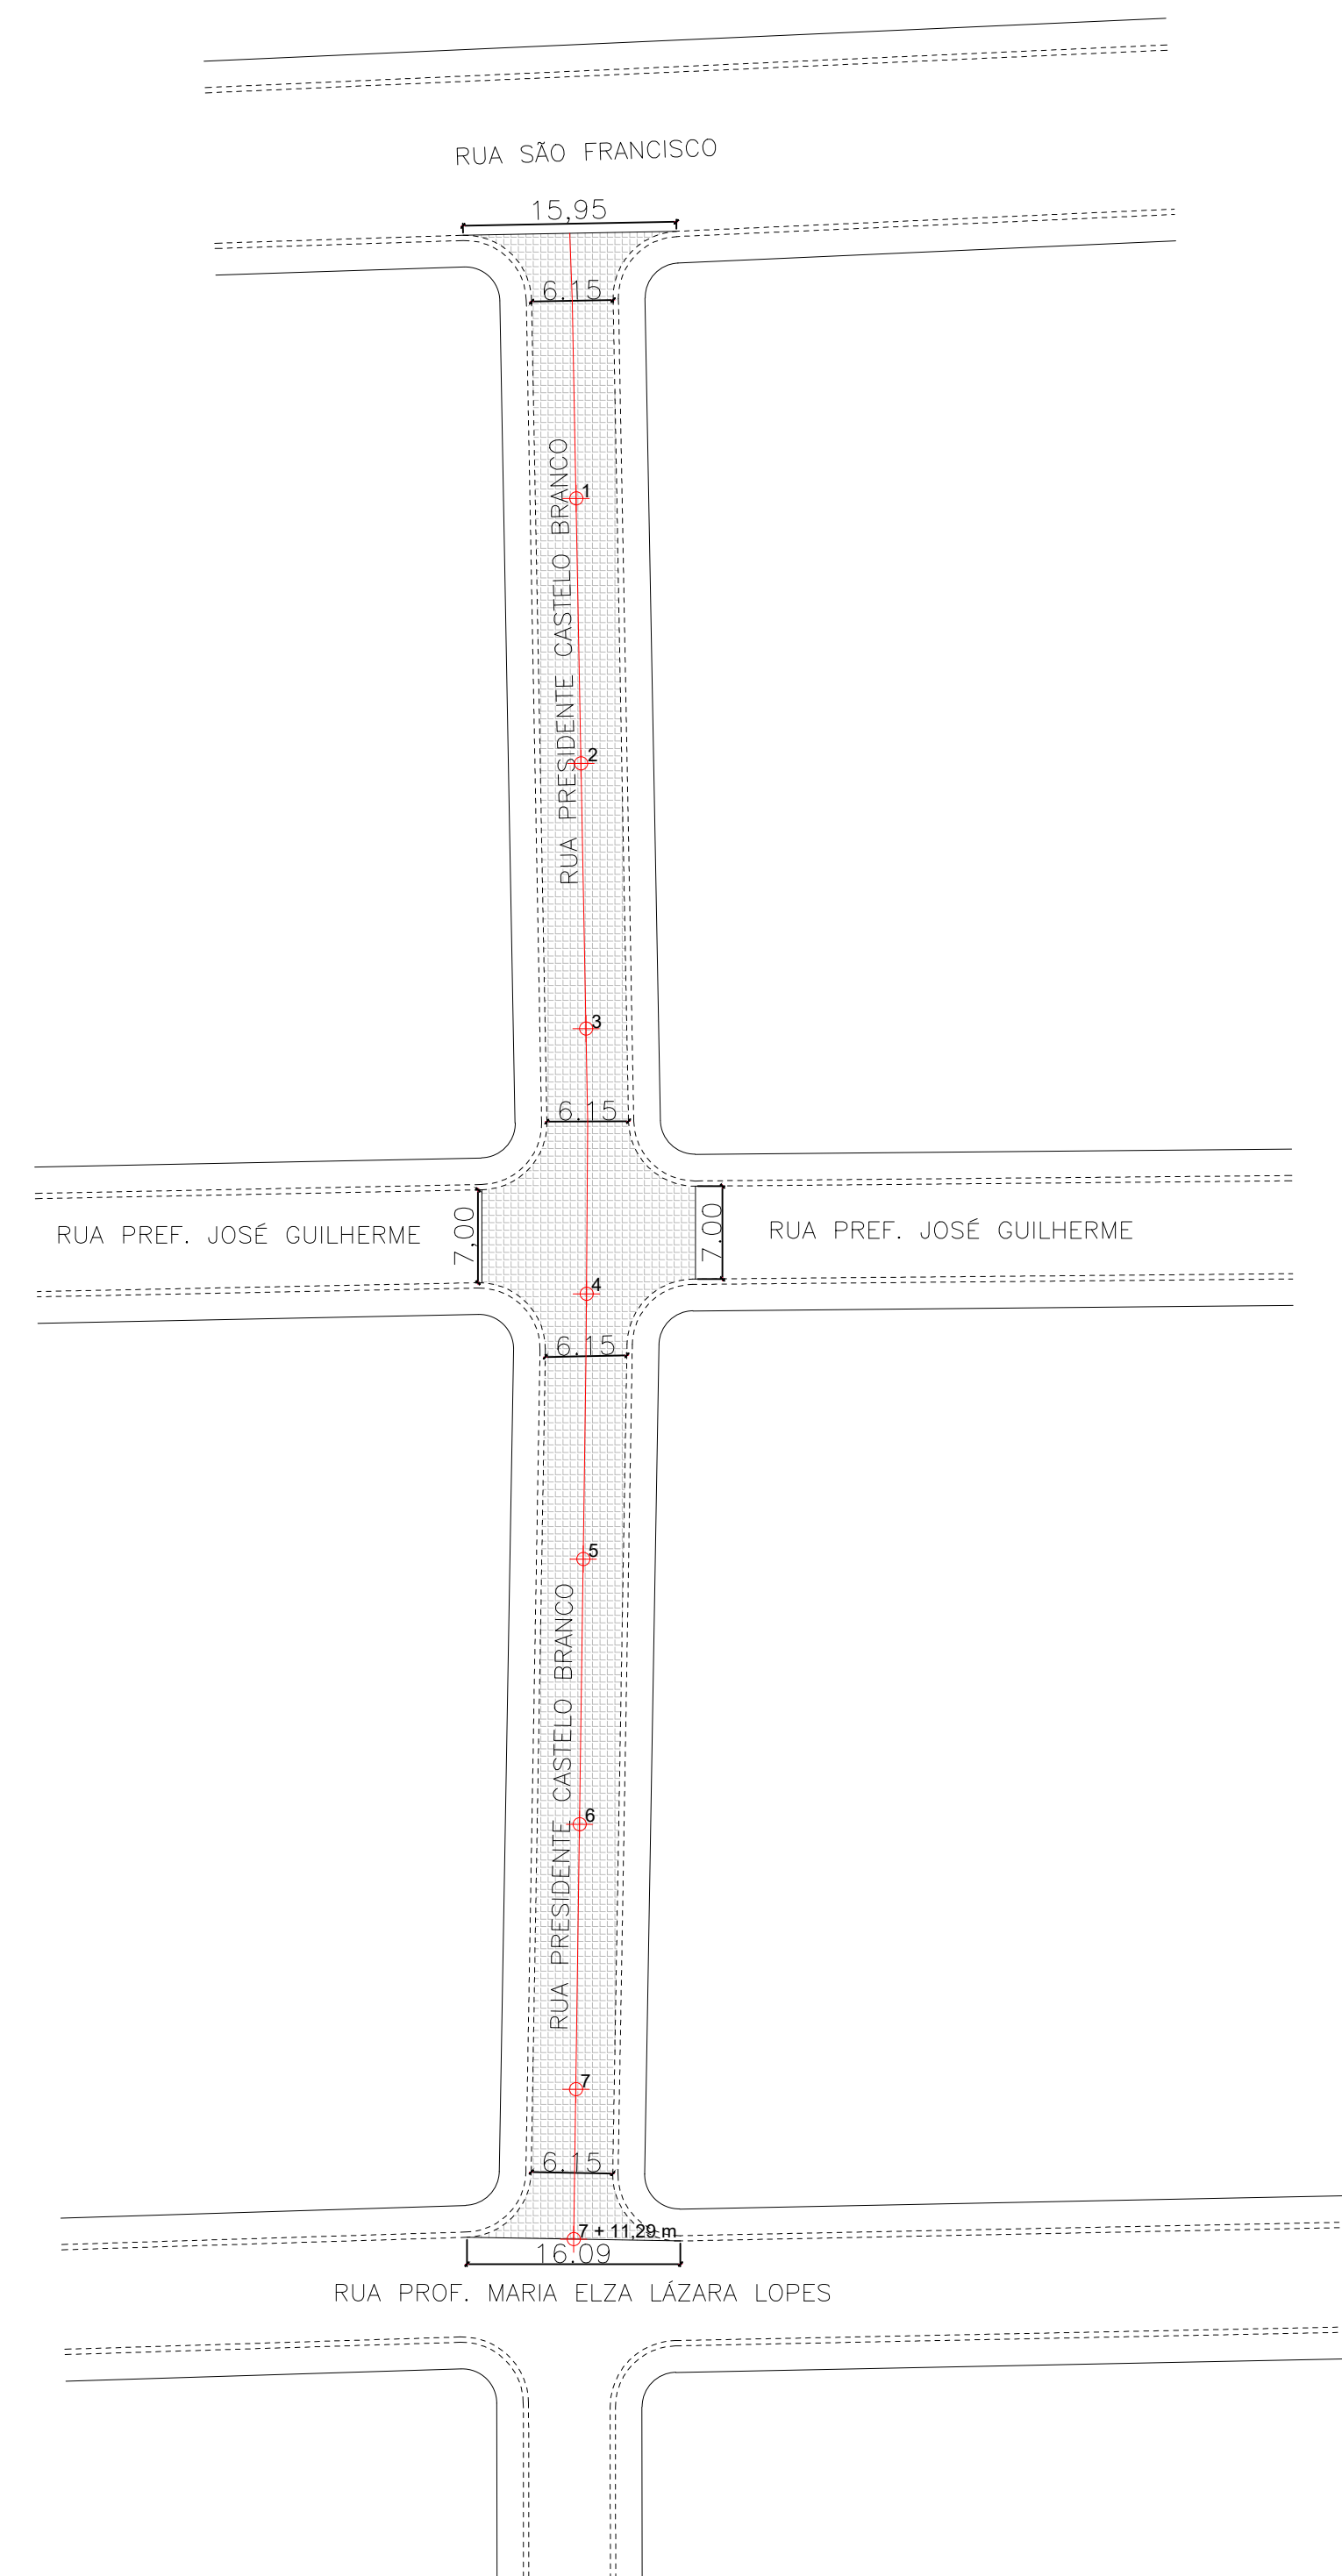 RUA SÃO FRANCISCO
15,95
6.15
RUA PRESIDENTE CASTELO BRANCO
1
2
3
6.15
RUA PREF. JOSÉ GUILHERME
7,00
7.00
RUA PREF. JOSÉ GUILHERME
4
6.15
5
RUA PRESIDENTE CASTELO BRANCO
6
7
6.15
7 + 11,29 m
16.09
RUA PROF. MARIA ELZA LÁZARA LOPES